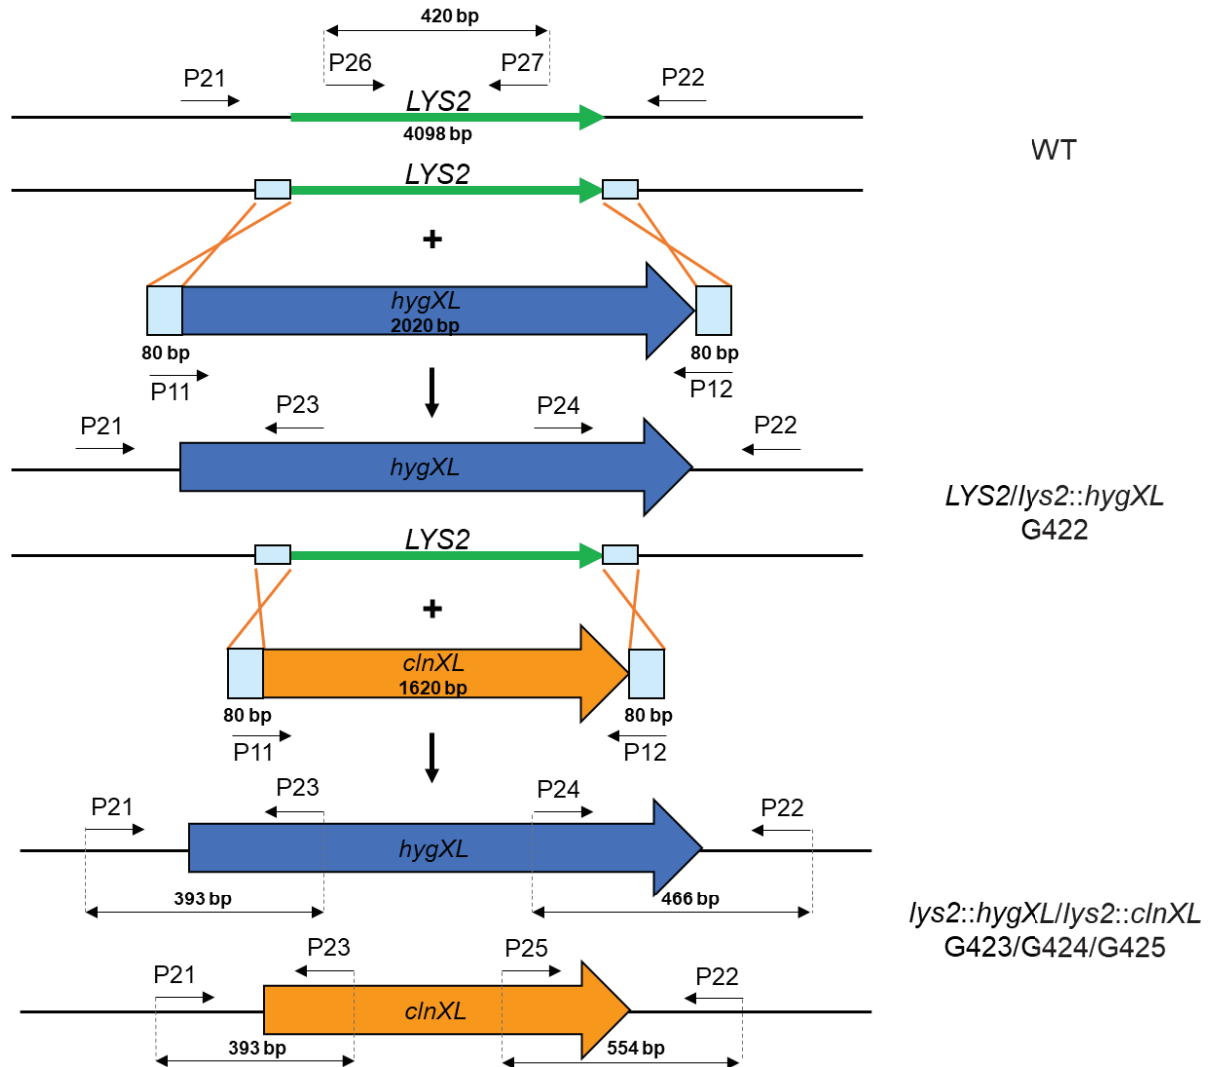 420 bp
P26
P27
P21
P22
LYS2
4098 bp
WT
LYS2
+
hygXL
2020 bp
80 bp
80 bp
P11
P12
P21
P23
P24
P22
hygXL
LYS2/lys2::hygXL
G422
LYS2
+
clnXL
1620 bp
80 bp
80 bp
P11
P12
P21
P23
P24
P22
hygXL
393 bp
466 bp
lys2::hygXL/lys2::clnXL
G423/G424/G425
P21
P23
P25
P22
clnXL
393 bp
554 bp